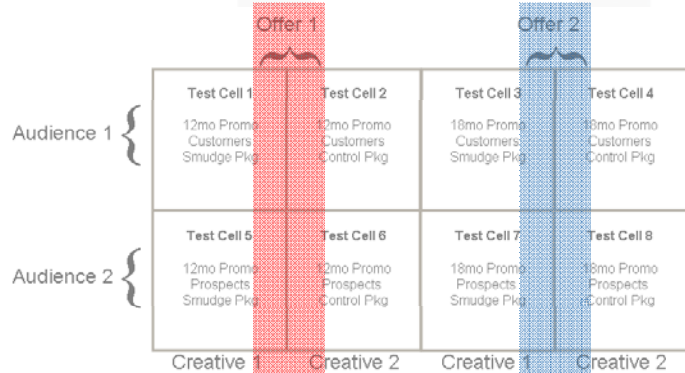 Offer 1 Offer 2
Audience 1
Test Cell 1 Test Cell 2 Test Cell 3 Test Cell 4
12mo Promo 12mo Promo 18mo Promo 18mo Promo
Customers Customers Customers Customers
Smudge Pkg Control Pkg Smudge Pkg Control Pkg
Audience 2
Test Cell 5 Test Cell 6 Test Cell 7 Test Cell 8
12mo Promo 12mo Promo 18mo Promo 18mo Promo
Prospects Prospects Prospects Prospects
Smudge Pkg Control Pkg Smudge Pkg Control Pkg
Creative 1 Creative 2 Creative 1 Creative 2